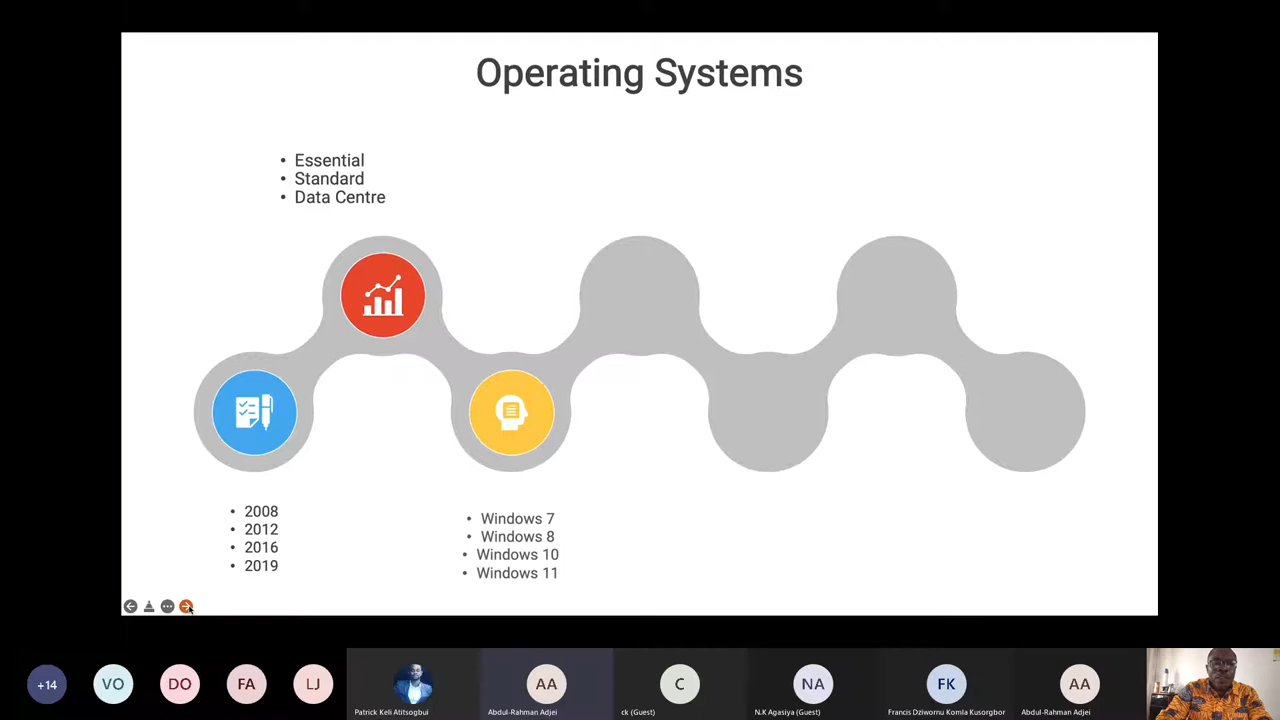 Operating Systems
• Essential
• Standard
• Data Centre
• 2008
• 2012
• 2016
• 2019
• Windows 7
• Windows 8
• Windows 10
• Windows 11
+14
VO
DO
FA
LJ
AA
C
NA
FK
AA
Patrick Keli Atitsogbui
Abdul-Rahman Adjei
ck (Guest)
N.K Agasiya (Guest)
Francis Dziwornu Komla Kusorgbor
Abdul-Rahman Adjei